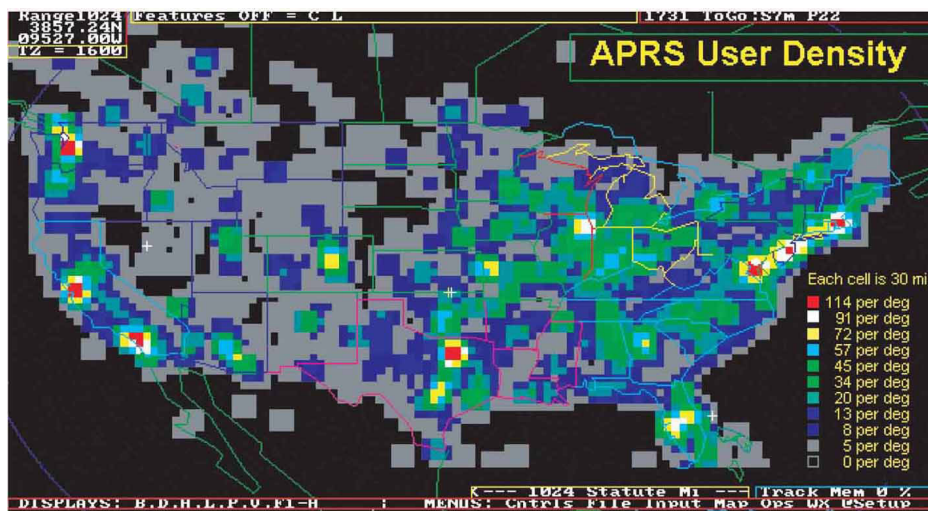 Range1024
Features OFF = C L
1731 ToGo:S7m P22
3857.24N
09527.00W
TZ = 1600
APRS User Density
Each cell is 30 mi
114 per deg
91 per deg
72 per deg
57 per deg
45 per deg
34 per deg
20 per deg
13 per deg
8 per deg
5 per deg
0 per deg
K--- 1024 Statute Mi ---
Track Mem 0 %
DISPLAYS: B,D,H,L,P,V,F1-H ; MENUS: Cntrls File Input Map Ops WX @Setup